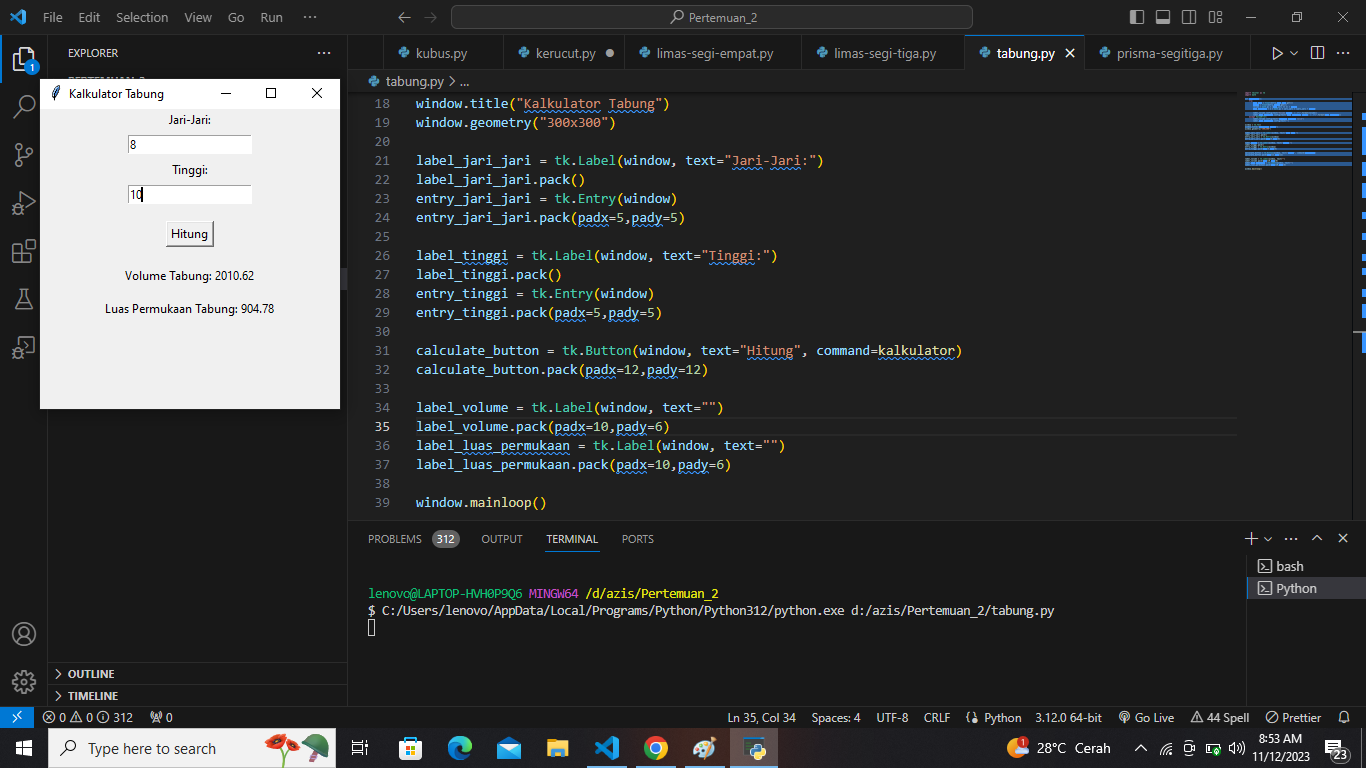 File Edit Selection View Go Run ···
Pertemuan_2
EXPLORER ···
kubus.py kerucut.py limas-segi-empat.py limas-segi-tiga.py tabung.py prisma-segitiga.py
tabung.py > ...
1
Kalkulator Tabung
Jari-Jari:
8
Tinggi:
10
Hitung
Volume Tabung: 2010.62
Luas Permukaan Tabung: 904.78
18 window.title("Kalkulator Tabung")
19 window.geometry("300x300")
20
21 label_jari_jari = tk.Label(window, text="Jari-Jari:")
22 label_jari_jari.pack()
23 entry_jari_jari = tk.Entry(window)
24 entry_jari_jari.pack(padx=5,pady=5)
25
26 label_tinggi = tk.Label(window, text="Tinggi:")
27 label_tinggi.pack()
28 entry_tinggi = tk.Entry(window)
29 entry_tinggi.pack(padx=5,pady=5)
30
31 calculate_button = tk.Button(window, text="Hitung", command=kalkulator)
32 calculate_button.pack(padx=12,pady=12)
33
34 label_volume = tk.Label(window, text="")
35 label_volume.pack(padx=10,pady=6)
36 label_luas_permukaan = tk.Label(window, text="")
37 label_luas_permukaan.pack(padx=10,pady=6)
38
39 window.mainloop()
PROBLEMS 312 OUTPUT TERMINAL PORTS
lenovo@LAPTOP-HVH0P9Q6 MINGW64 /d/azis/Pertemuan_2
$ C:/Users/lenovo/AppData/Local/Programs/Python/Python312/python.exe d:/azis/Pertemuan_2/tabung.py
bash
Python
OUTLINE
TIMELINE
0 0 312 0 Ln 35, Col 34 Spaces: 4 UTF-8 CRLF Python 3.12.0 64-bit Go Live 44 Spell Prettier
Type here to search 1 28°C Cerah 8:53 AM
11/12/2023 23